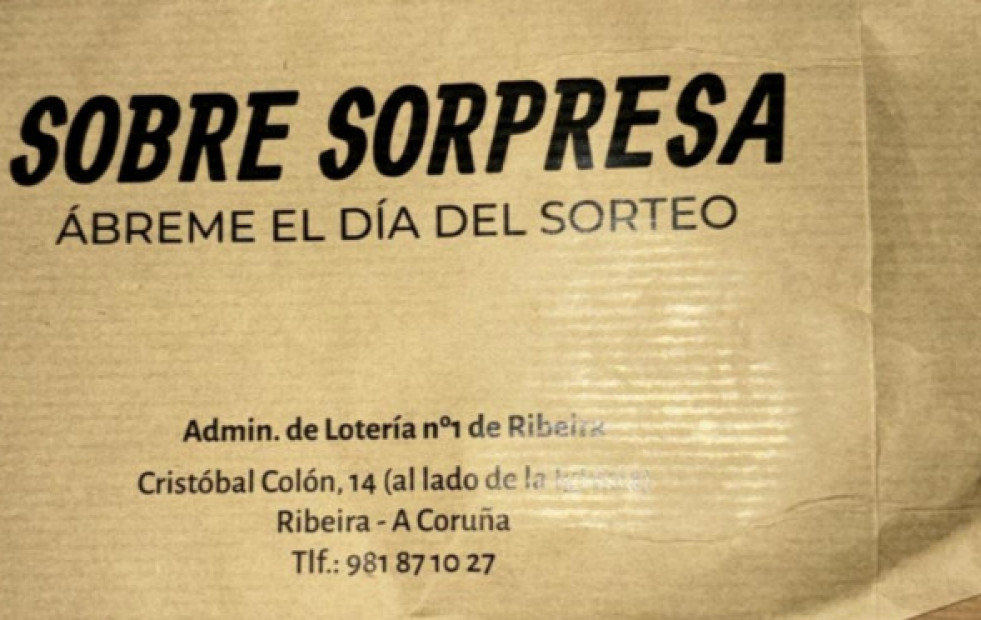 SOBRE SORPRESA
ÁBREME EL DÍA DEL SORTEO
Admin. de Lotería nº1 de Ribeira
Cristóbal Colón, 14 (al lado de la
Ribeira - A Coruña
Tlf.: 981 87 10 27